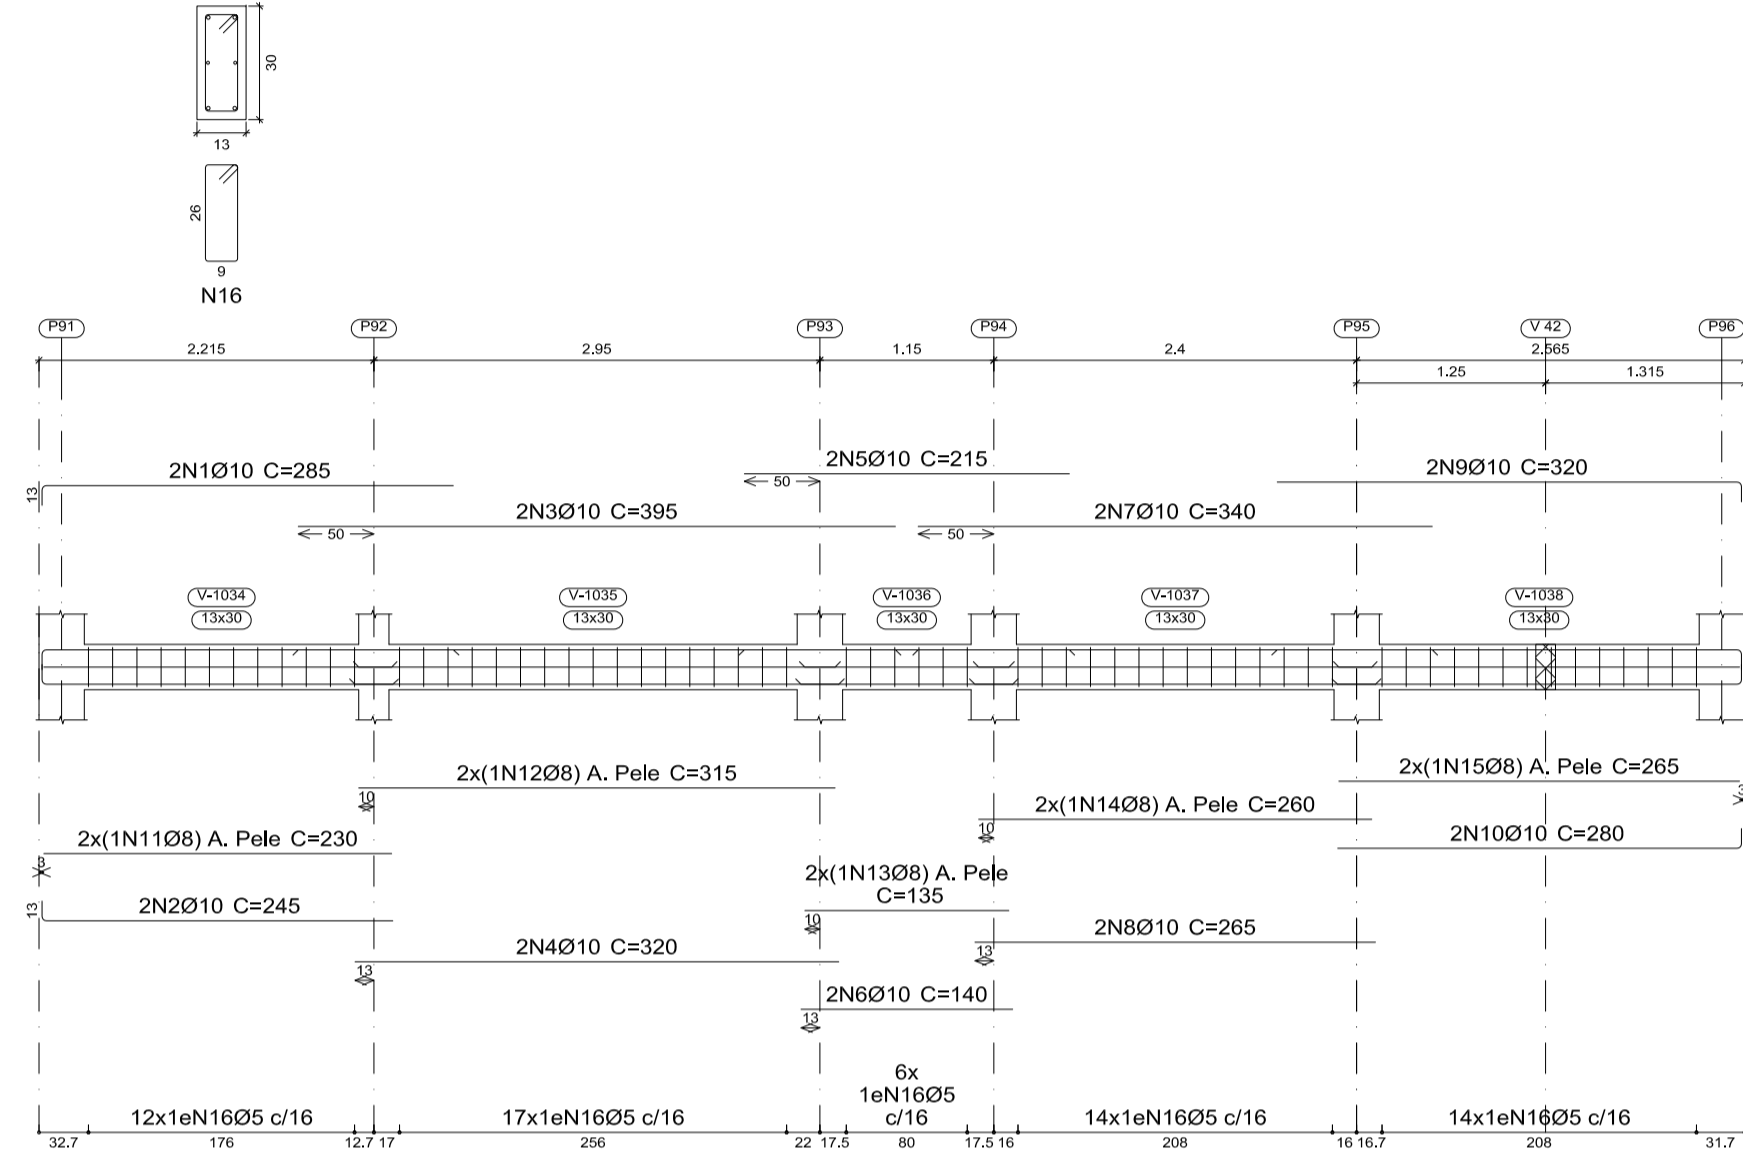 30
13
26
9
N16
P91 P92 P93 P94 P95 V 42 P96
2.215 2.95 1.15 2.4 2.565
1.25 1.315
2N5Ø10 C=215
2N1Ø10 C=285 2N9Ø10 C=320
50
13
2N3Ø10 C=395 2N7Ø10 C=340
50 50
V-1034 V-1035 V-1036 V-1037 V-1038
13x30 13x30 13x30 13x30 13x30
2x(1N12Ø8) A. Pele C=315 2x(1N15Ø8) A. Pele C=265
10 3
2x(1N14Ø8) A. Pele C=260
10
2x(1N11Ø8) A. Pele C=230 2N10Ø10 C=280
3
2x(1N13Ø8) A. Pele
C=135
13 2N2Ø10 C=245
10
2N8Ø10 C=265
2N4Ø10 C=320 13
13
2N6Ø10 C=140
13
6x
1eN16Ø5
c/16
12x1eN16Ø5 c/16 17x1eN16Ø5 c/16 14x1eN16Ø5 c/16 14x1eN16Ø5 c/16
32.7 176 12.7 17 256 22 17.5 80 17.5 16 208 16 16.7 208 31.7